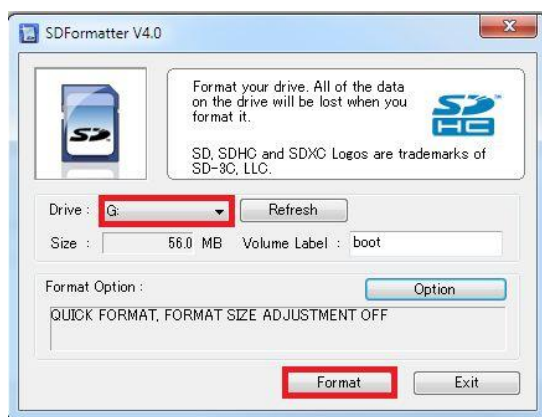 SDFormatter V4.0
Format your drive. All of the data
on the drive will be lost when you
format it.
SD, SDHC and SDXC Logos are trademarks of
SD-3C, LLC.
SD
SD
HC
Drive : G: Refresh
Size : 56.0 MB Volume Label : boot
Format Option :
Option
QUICK FORMAT, FORMAT SIZE ADJUSTMENT OFF
Format Exit